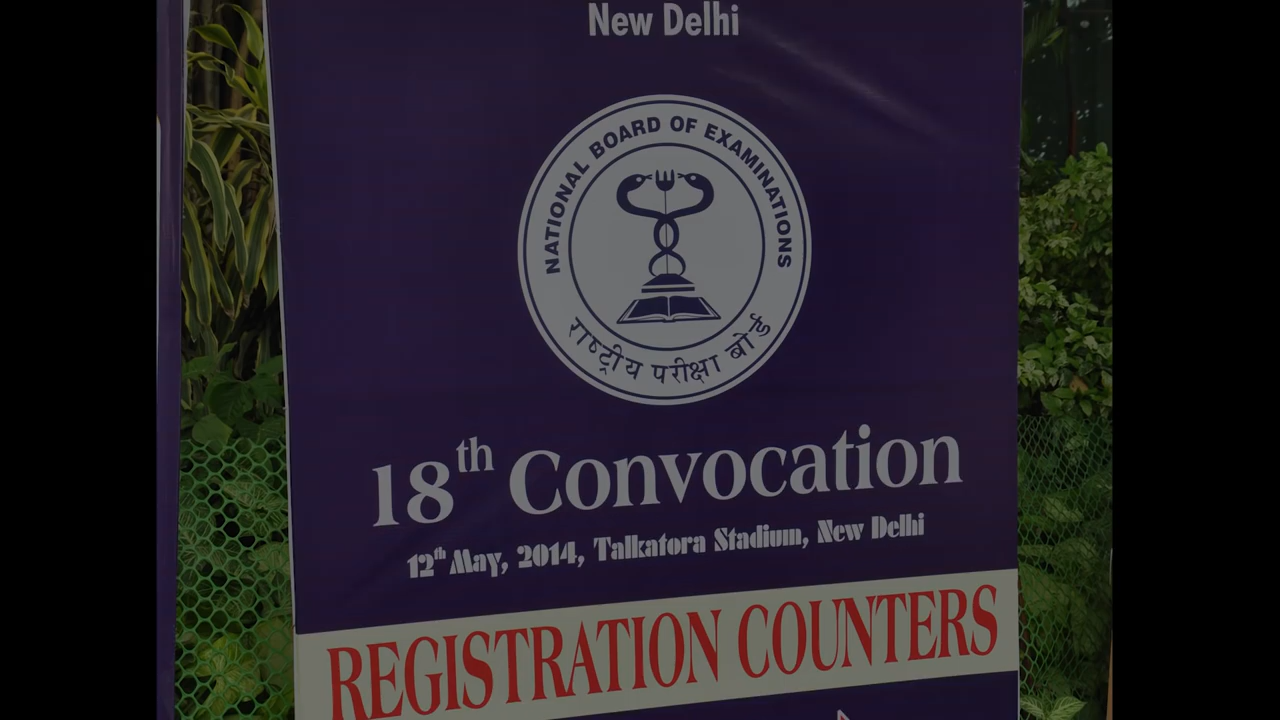 New Delhi
NATIONAL BOARD OF EXAMINATIONS
राष्ट्रीय परीक्षा बोर्ड
18th Convocation
12th May, 2014, Talkatora Stadium, New Delhi
REGISTRATION COUNTERS